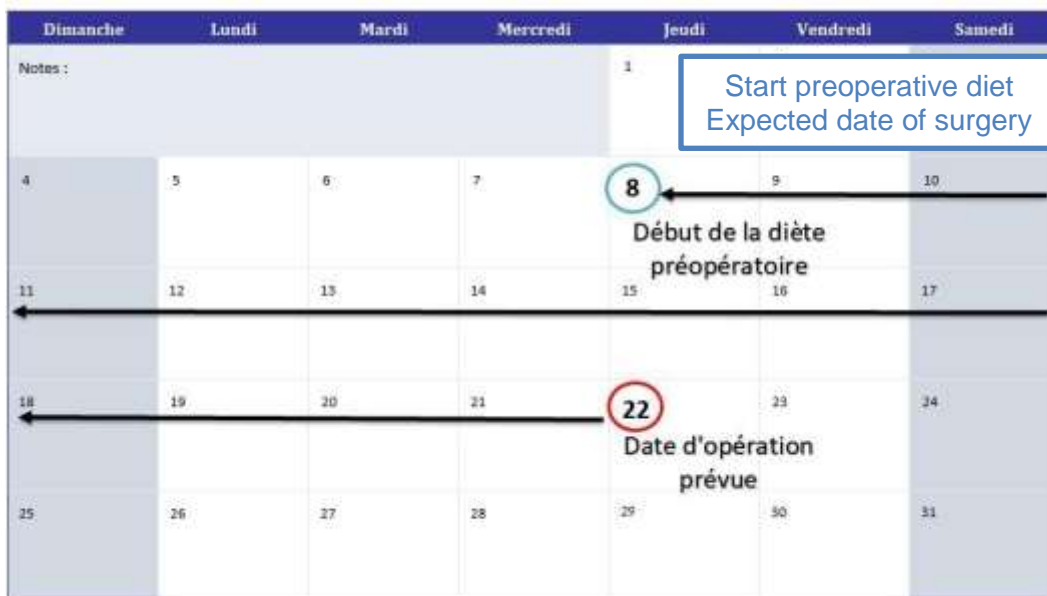 Dimanche Lundi Mardi Mercredi Jeudi Vendredi Samedi
Notes :
1
Start preoperative diet
Expected date of surgery
4 5 6 7 8 9 10
Début de la diète
préopératoire
11 12 13 14 15 16 17
18 19 20 21 22 23 24
Date d'opération
prévue
25 26 27 28 29 30 31